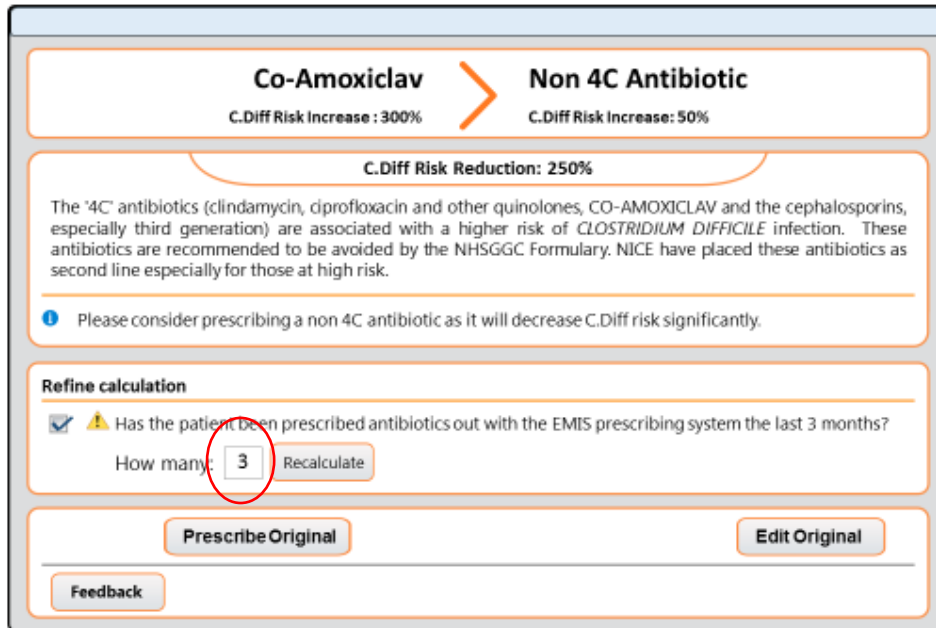 Co-Amoxiclav
Non 4C Antibiotic
C.Diff Risk Increase : 300%
C.Diff Risk Increase: 50%
C.Diff Risk Reduction: 250%
The '4C' antibiotics (clindamycin, ciprofloxacin and other quinolones, CO-AMOXICLAV and the cephalosporins,
especially third generation) are associated with a higher risk of CLOSTRIDIUM DIFFICILE infection. These
antibiotics are recommended to be avoided by the NHSGGC Formulary. NICE have placed these antibiotics as
second line especially for those at high risk.
Please consider prescribing a non 4C antibiotic as it will decrease C.Diff risk significantly.
Refine calculation
Has the patient been prescribed antibiotics out with the EMIS prescribing system the last 3 months?
How many: 3 Recalculate
Prescribe Original
Edit Original
Feedback